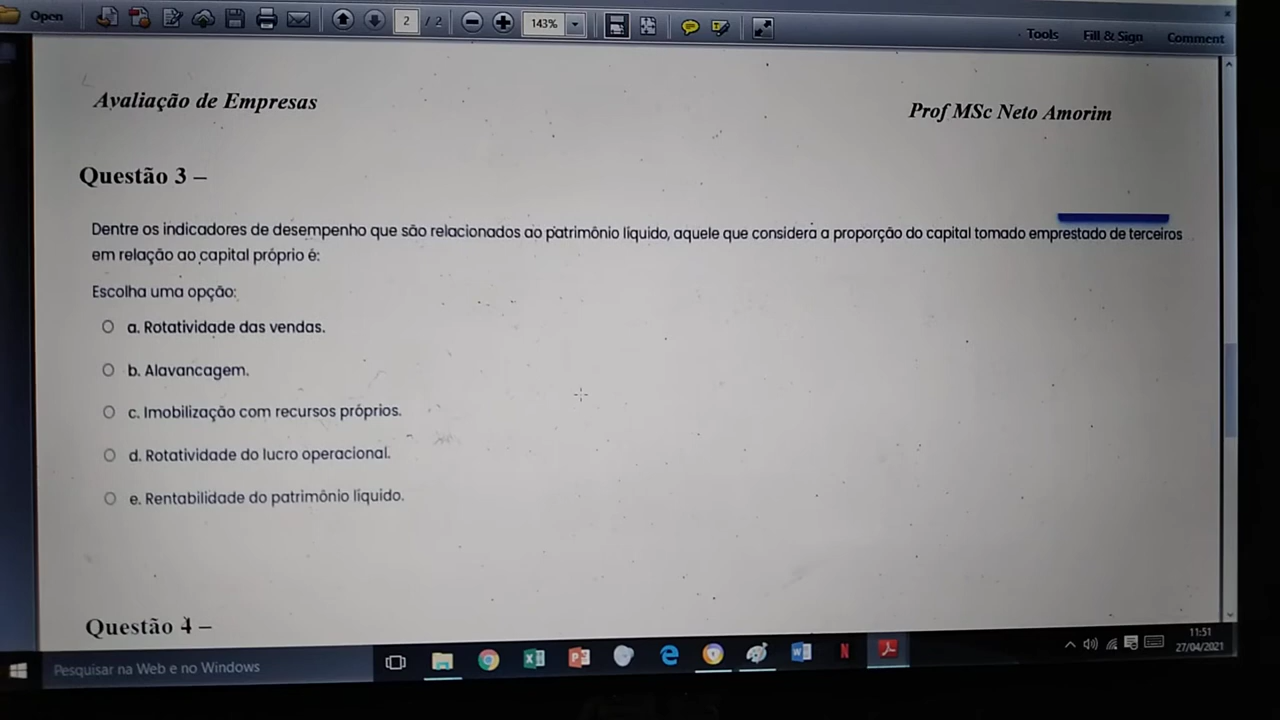 Open
2 / 2
143%
Tools Fill & Sign Comment
Avaliação de Empresas
Prof MSc Neto Amorim
Questão 3 –
Dentre os indicadores de desempenho que são relacionados ao patrimônio líquido, aquele que considera a proporção do capital tomado emprestado de terceiros
em relação ao capital próprio é:
Escolha uma opção:
a. Rotatividade das vendas.
b. Alavancagem.
c. Imobilização com recursos próprios.
d. Rotatividade do lucro operacional.
e. Rentabilidade do patrimônio líquido.
Questão 4 –
Pesquisar na Web e no Windows
11:51
27/04/2021